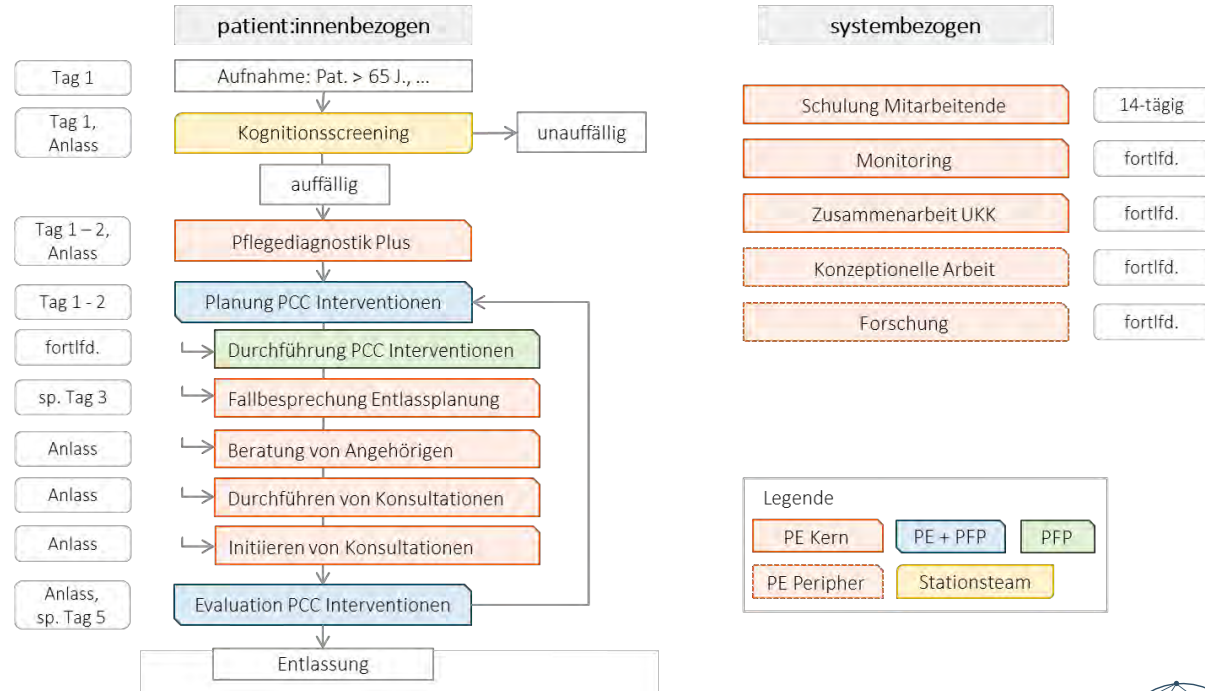 patient:innenbezogen
systembezogen
Tag 1
Aufnahme: Pat. > 65 J., ...
Tag 1,
Anlass
Kognitionsscreening
unauffällig
auffällig
Tag 1 – 2,
Anlass
Pflegediagnostik Plus
Tag 1 - 2
Planung PCC Interventionen
fortlfd.
Durchführung PCC Interventionen
sp. Tag 3
Fallbesprechung Entlassplanung
Anlass
Beratung von Angehörigen
Anlass
Durchführen von Konsultationen
Anlass
Initiieren von Konsultationen
Anlass,
sp. Tag 5
Evaluation PCC Interventionen
Entlassung
Schulung Mitarbeitende
14-tägig
Monitoring
fortlfd.
Zusammenarbeit UKK
fortlfd.
Konzeptionelle Arbeit
fortlfd.
Forschung
fortlfd.
Legende
PE Kern
PE + PFP
PFP
PE Peripher
Stationsteam